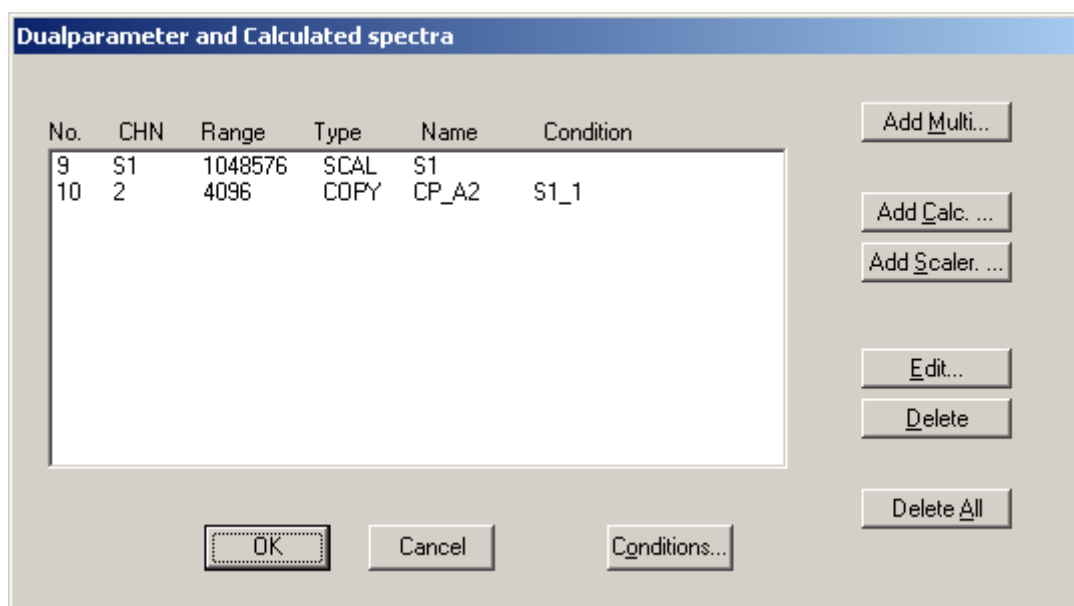 Dualparameter and Calculated spectra
Add Multi...
No. CHN Range Type Name Condition
9 S1 1048576 SCAL S1
10 2 4096 COPY CP_A2 S1_1
Add Calc. ...
Add Scaler. ...
Edit...
Delete
Delete All
OK Cancel Conditions...